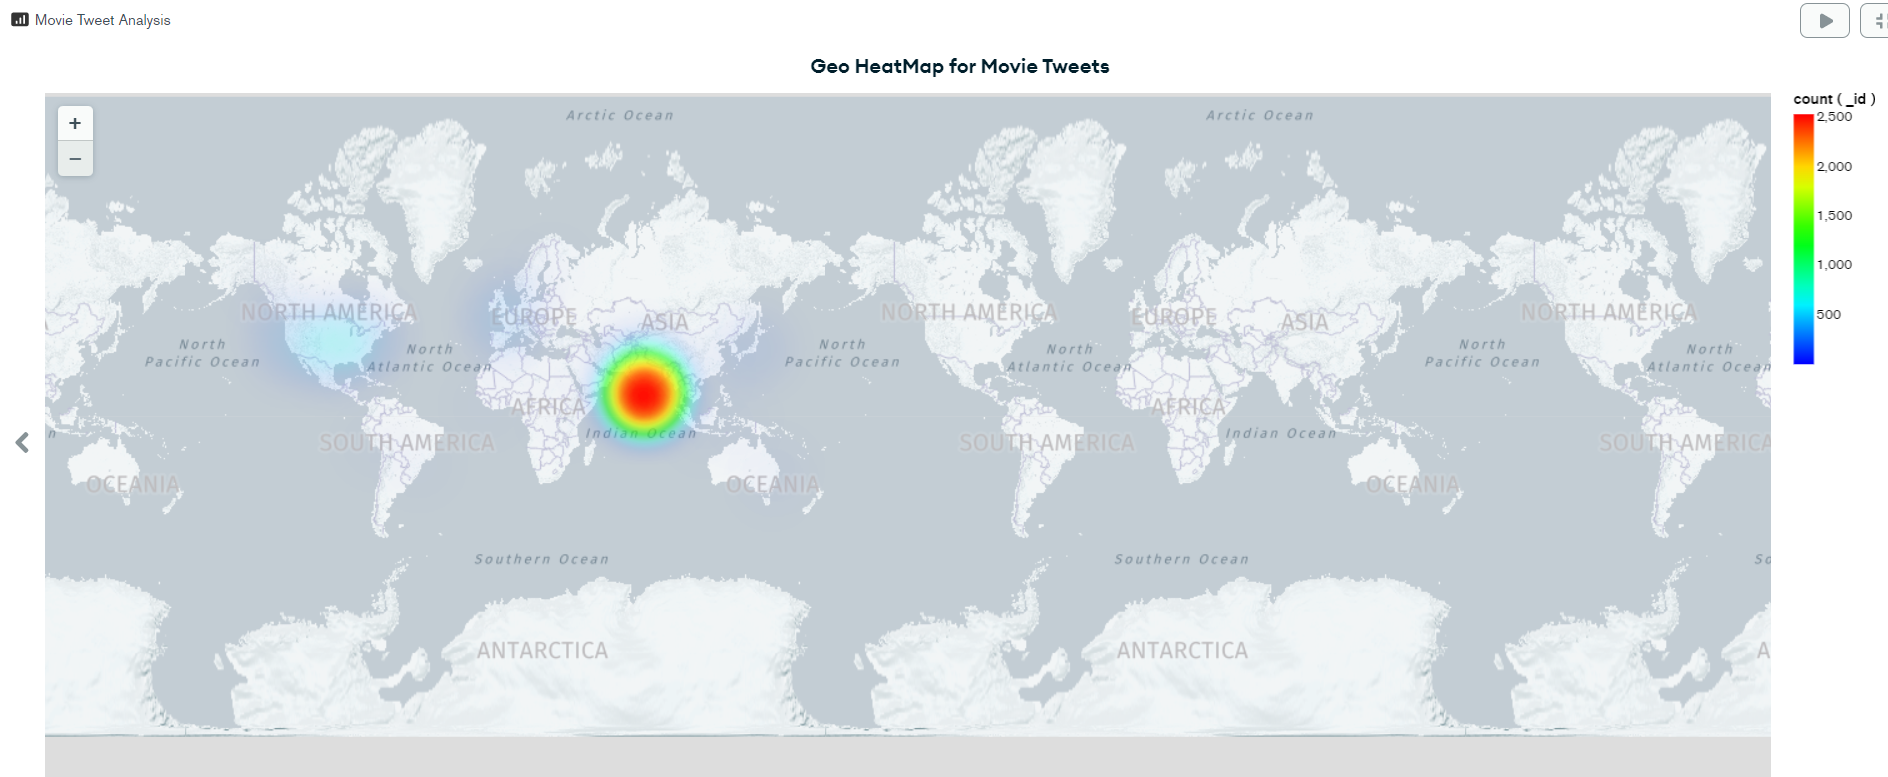 Movie Tweet Analysis
Geo HeatMap for Movie Tweets
+
−
count ( _id )
2,500
2,000
1,500
1,000
500
Arctic Ocean
Arctic Ocean
NORTH AMERICA
EUROPE
ASIA
NORTH AMERICA
EUROPE
ASIA
NORTH AMERICA
North
Pacific Ocean
North
Atlantic Ocean
North
Pacific Ocean
North
Atlantic Ocean
North
Pacific Ocean
North
Atlantic Ocean
AFRICA
AFRICA
n
Indian Ocean
Indian Ocean
SOUTH AMERICA
SOUTH AMERICA
SOUTH AMERICA
OCEANIA
OCEANIA
OCEANIA
Southern Ocean
Southern Ocean
So
ANTARCTICA
ANTARCTICA
A